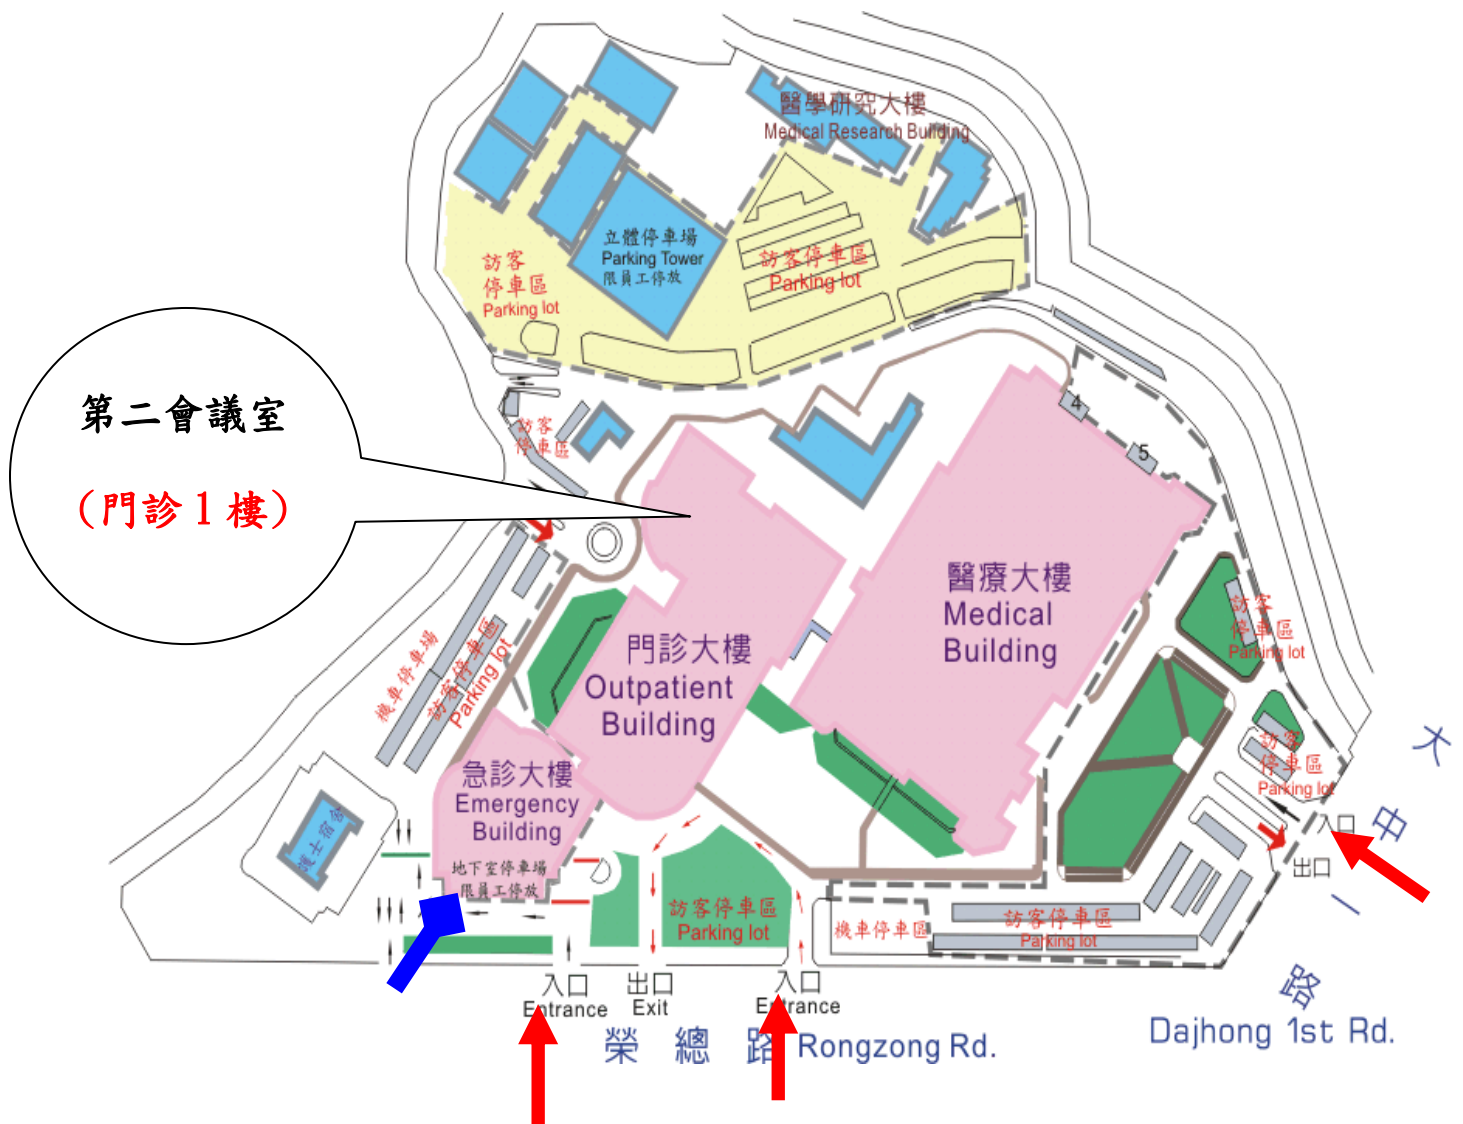 醫學研究大樓
Medical Research Building
立體停車場
Parking Tower
限員工停放
訪客
停車區
Parking lot
訪客停車區
Parking lot
第二會議室
(門診1樓)
訪客
停車區
4
5
醫療大樓
Medical
Building
門診大樓
Outpatient
Building
機車停車場
訪客停車區
Parking lot
訪客
停車區
Parking lot
急診大樓
Emergency
Building
地下室停車場
限員工停放
護士宿舍
訪客
停車區
Parking lot
入口
出口
訪客停車區
Parking lot
機車停車區
訪客停車區
Parking lot
入口
Entrance
出口
Exit
入口
Entrance
榮總路 Rongzong Rd.
大中一路
Dajhong 1st Rd.